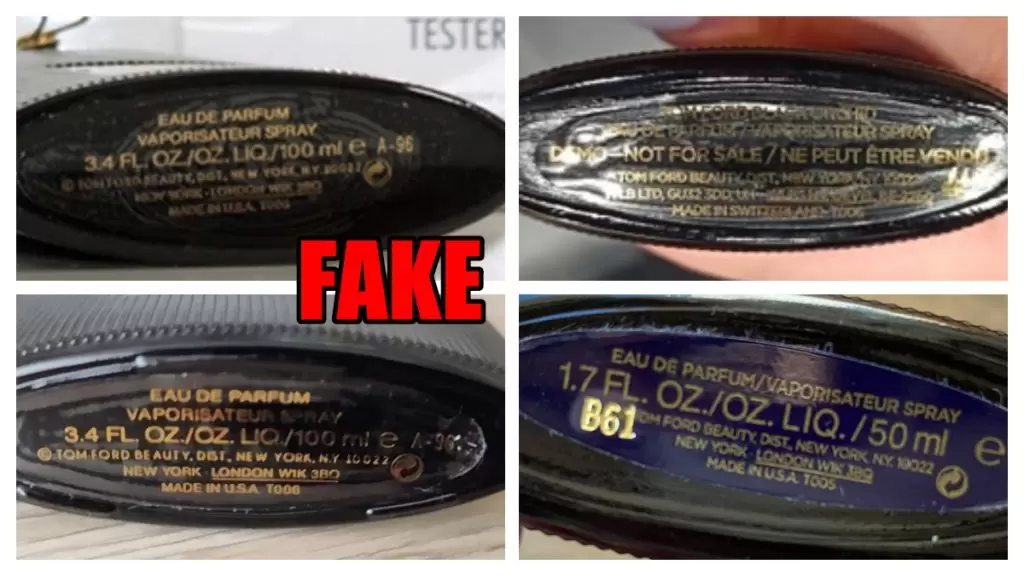 TESTER
EAU DE PARFUM
VAPORISATEUR SPRAY
3.4 FL. OZ./OZ. LIQ./100 ml e A-96
© TOM FORD BEAUTY, DIST, NEW YORK, N.Y. 10022
NEW YORK · LONDON W1K 3BQ
MADE IN U.S.A. T006
EAU DE PARFUM / VAPORISATEUR SPRAY
DEMO - NOT FOR SALE / NE PEUT ÊTRE VENDU
TOM FORD BEAUTY, DIST, NEW YORK, N.Y. 10022
MADE IN SWITZERLAND T006
FAKE
EAU DE PARFUM
VAPORISATEUR SPRAY
3.4 FL. OZ./OZ. LIQ./100 ml e A-96
© TOM FORD BEAUTY, DIST, NEW YORK, N.Y. 10022
NEW YORK · LONDON W1K 3BQ
MADE IN U.S.A. T006
EAU DE PARFUM/VAPORISATEUR SPRAY
1.7 FL. OZ./OZ. LIQ. / 50 ml e
B61
TOM FORD BEAUTY, DIST, NEW YORK, N.Y. 10022
NEW YORK · LONDON W1K 3BQ
MADE IN U.S.A. T005